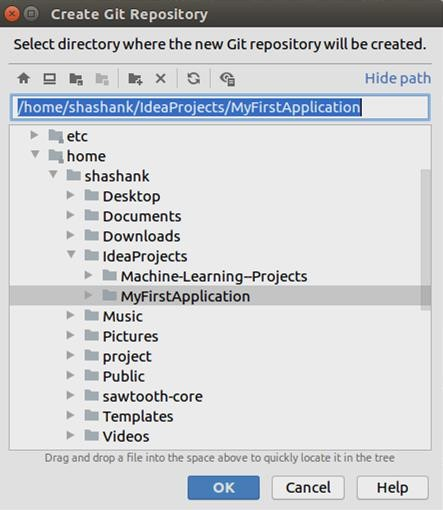 Create Git Repository
Select directory where the new Git repository will be created.
Hide path
/home/shashank/IdeaProjects/MyFirstApplication
etc
home
shashank
Desktop
Documents
Downloads
IdeaProjects
Machine-Learning--Projects
MyFirstApplication
Music
Pictures
project
Public
sawtooth-core
Templates
Videos
Drag and drop a file into the space above to quickly locate it in the tree
OK Cancel Help